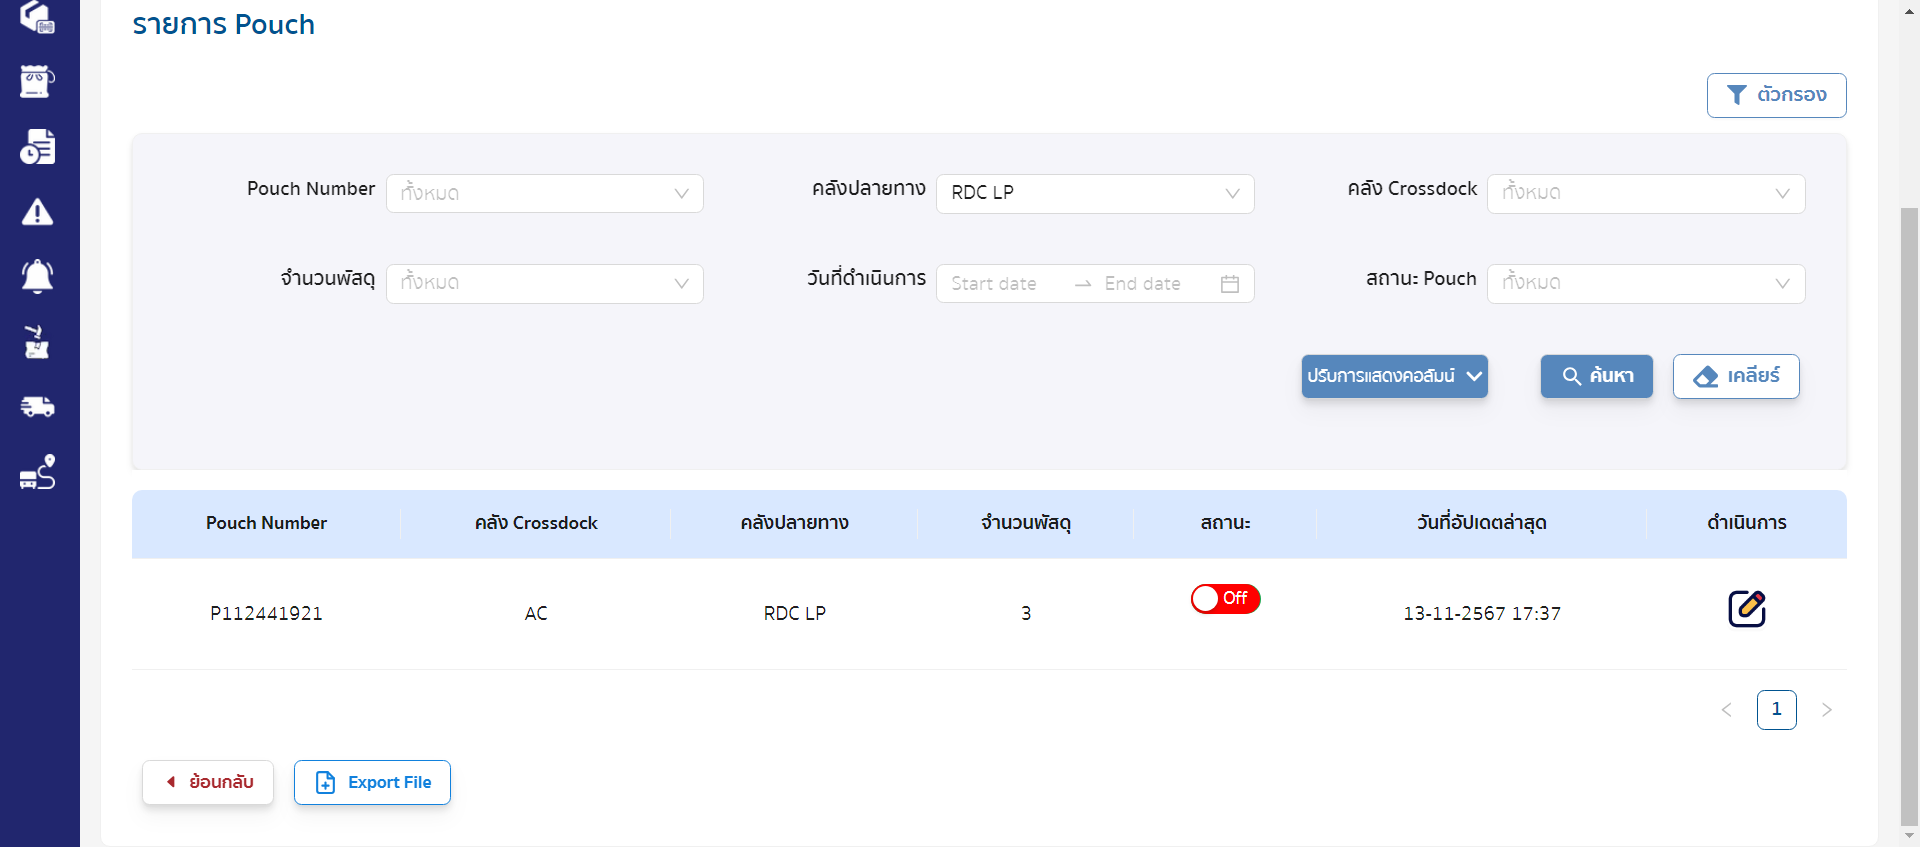 รายการ Pouch
ตัวกรอง
Pouch Number ทั้งหมด คลังปลายทาง RDC LP คลัง Crossdock ทั้งหมด
จำนวนพัสดุ ทั้งหมด วันที่ดำเนินการ Start date End date สถานะ Pouch ทั้งหมด
ปรับการแสดงคอลัมน์ ค้นหา เคลียร์
Pouch Number คลัง Crossdock คลังปลายทาง จำนวนพัสดุ สถานะ วันที่อัปเดตล่าสุด ดำเนินการ
P112441921 AC RDC LP 3 Off 13-11-2567 17:37
1
ย้อนกลับ Export File